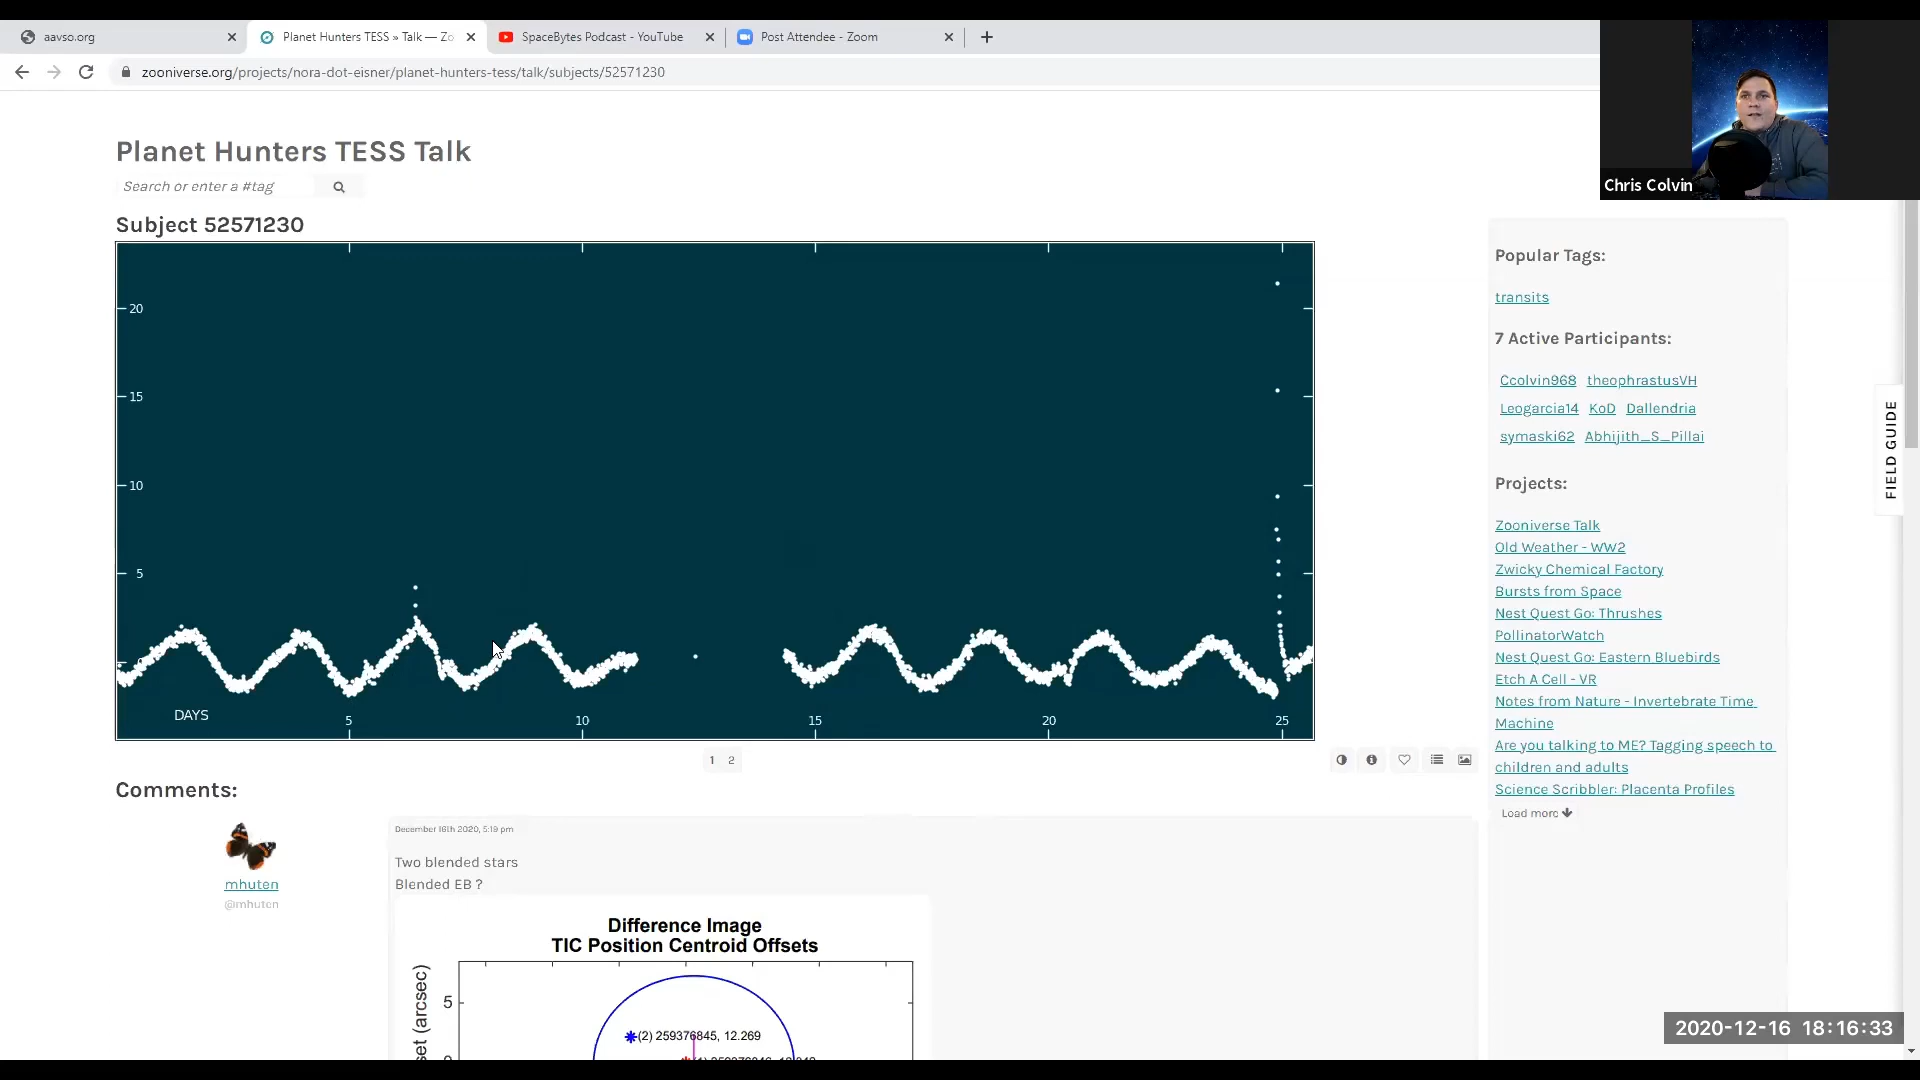 aavso.org
Planet Hunters TESS » Talk — Zo
SpaceBytes Podcast - YouTube
Post Attendee - Zoom
zooniverse.org/projects/nora-dot-eisner/planet-hunters-tess/talk/subjects/52571230
Chris Colvin
Planet Hunters TESS Talk
Search or enter a #tag
Subject 52571230
20
15
10
5
DAYS
5
10
15
20
25
1 2
Comments:
mhuten
@mhuten
December 16th 2020, 5:19 pm
Two blended stars
Blended EB ?
Difference Image
TIC Position Centroid Offsets
set (arcsec)
5
(2) 259376845, 12.269
Popular Tags:
transits
7 Active Participants:
Ccolvin968 theophrastusVH
Leogarcia14 KoD Dallendria
symaski62 Abhijith_S_Pillai
Projects:
Zooniverse Talk
Old Weather - WW2
Zwicky Chemical Factory
Bursts from Space
Nest Quest Go: Thrushes
PollinatorWatch
Nest Quest Go: Eastern Bluebirds
Etch A Cell - VR
Notes from Nature - Invertebrate Time
Machine
Are you talking to ME? Tagging speech to
children and adults
Science Scribbler: Placenta Profiles
Load more
FIELD GUIDE
2020-12-16 18:16:33